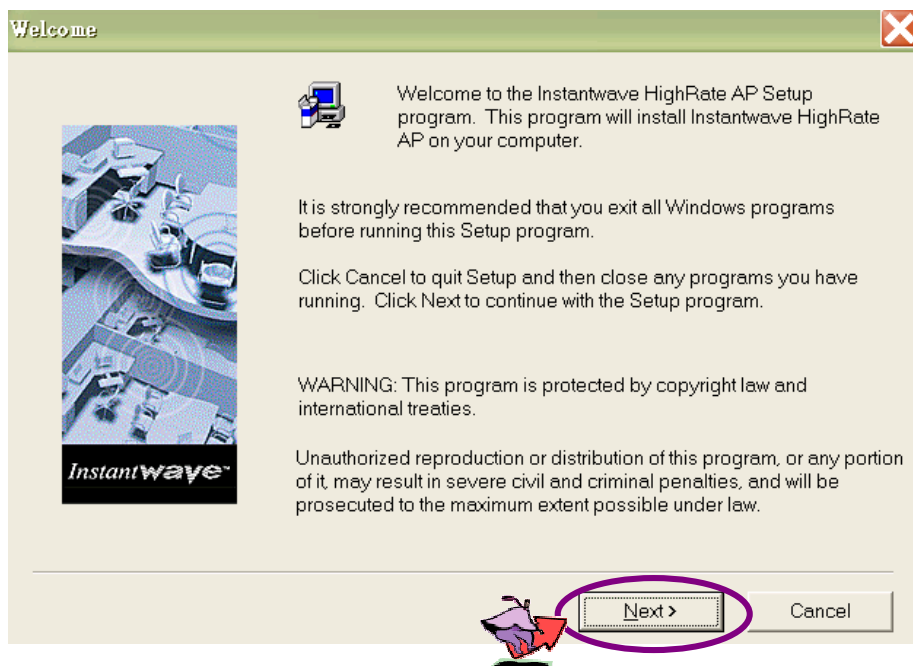 Welcome
Welcome to the Instantwave HighRate AP Setup
program. This program will install Instantwave HighRate
AP on your computer.
It is strongly recommended that you exit all Windows programs
before running this Setup program.
Click Cancel to quit Setup and then close any programs you have
running. Click Next to continue with the Setup program.
WARNING: This program is protected by copyright law and
international treaties.
Unauthorized reproduction or distribution of this program, or any portion
of it, may result in severe civil and criminal penalties, and will be
prosecuted to the maximum extent possible under law.
Instantwave™
Next >
Cancel